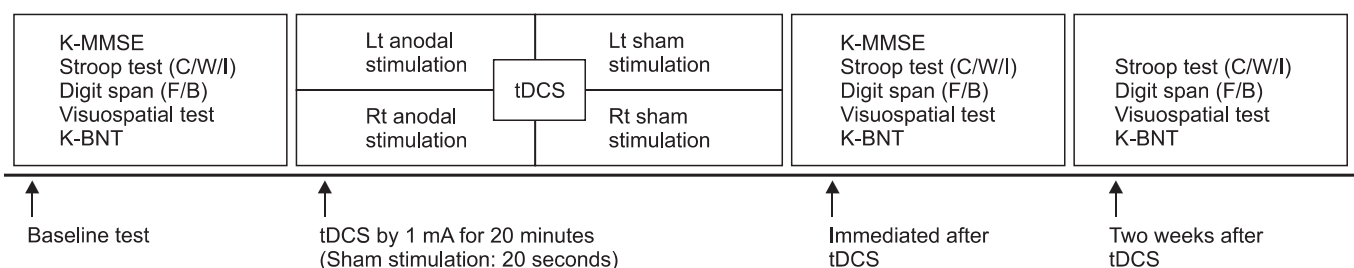 K-MMSE
Stroop test (C/W/I)
Digit span (F/B)
Visuospatial test
K-BNT
Lt anodal
stimulation
Lt sham
stimulation
tDCS
Rt anodal
stimulation
Rt sham
stimulation
K-MMSE
Stroop test (C/W/I)
Digit span (F/B)
Visuospatial test
K-BNT
Stroop test (C/W/I)
Digit span (F/B)
Visuospatial test
K-BNT
Baseline test
tDCS by 1 mA for 20 minutes
(Sham stimulation: 20 seconds)
Immediated after
tDCS
Two weeks after
tDCS